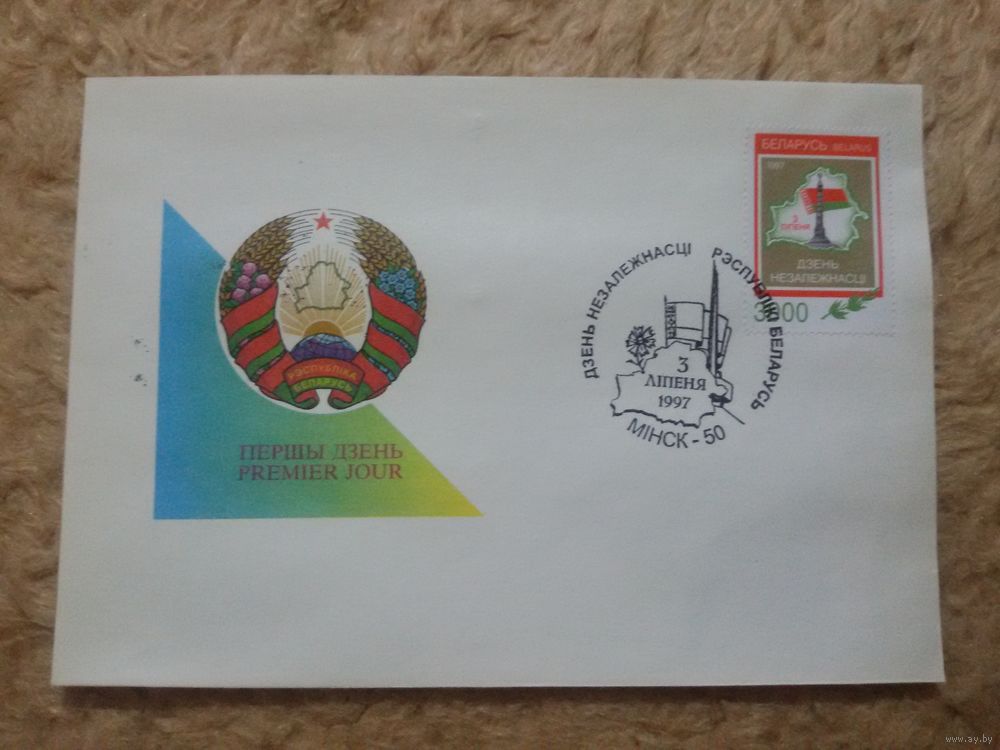 БЕЛАРУСЬ BELARUS
1997
3
ЛІПЕНЯ
ДЗЕНЬ
НЕЗАЛЕЖНАСЦІ
3000
ДЗЕНЬ НЕЗАЛЕЖНАСЦІ РЭСПУБЛІКІ БЕЛАРУСЬ
3
ЛІПЕНЯ
1997
МІНСК - 50
РЭСПУБЛІКА
БЕЛАРУСЬ
ПЕРШЫ ДЗЕНЬ
PREMIER JOUR
www.ay.by